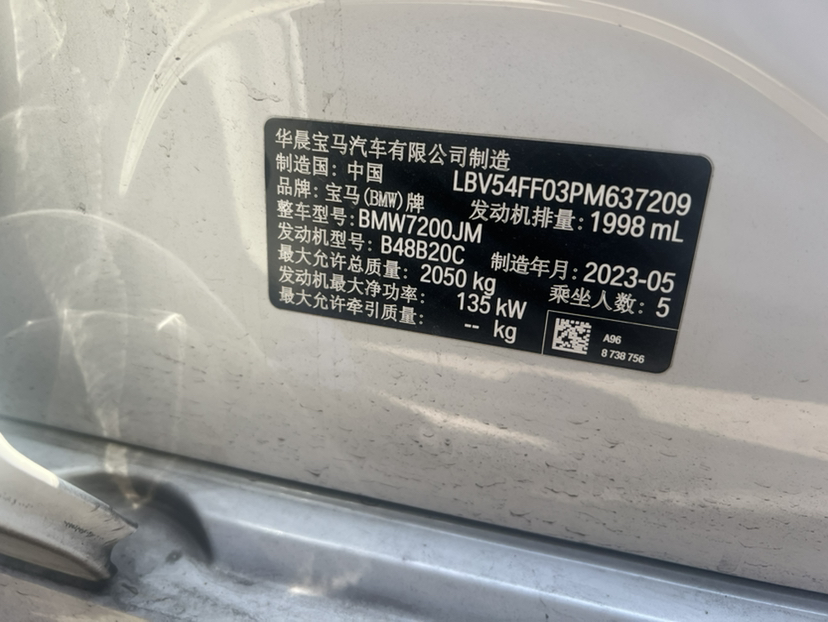 华晨宝马汽车有限公司制造
制造国：中国 LBV54FF03PM637209
品牌：宝马(BMW)牌 发动机排量：1998 mL
整车型号：BMW7200JM
发动机型号：B48B20C 制造年月：2023-05
最大允许总质量：2050 kg 乘坐人数：5
发动机最大净功率：135 kW
最大允许牵引质量：-- kg
A96
8 738 756